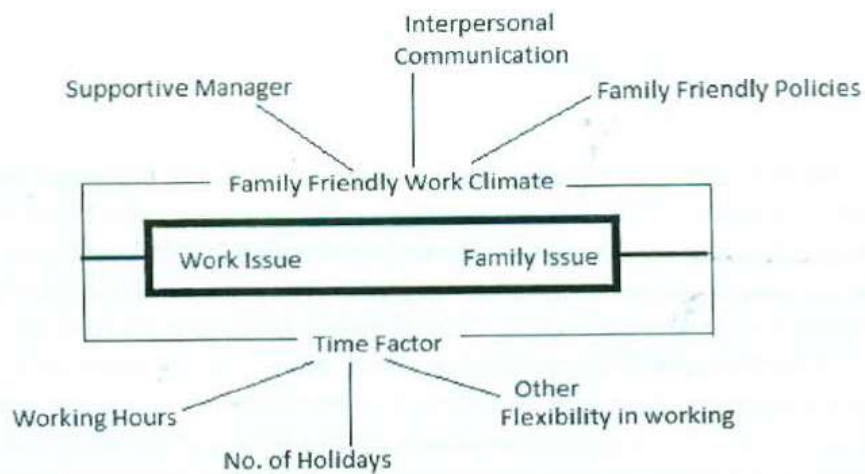 Interpersonal
Communication
Supportive Manager
Family Friendly Policies
Family Friendly Work Climate
Work Issue
Family Issue
Time Factor
Working Hours
Other
Flexibility in working
No. of Holidays